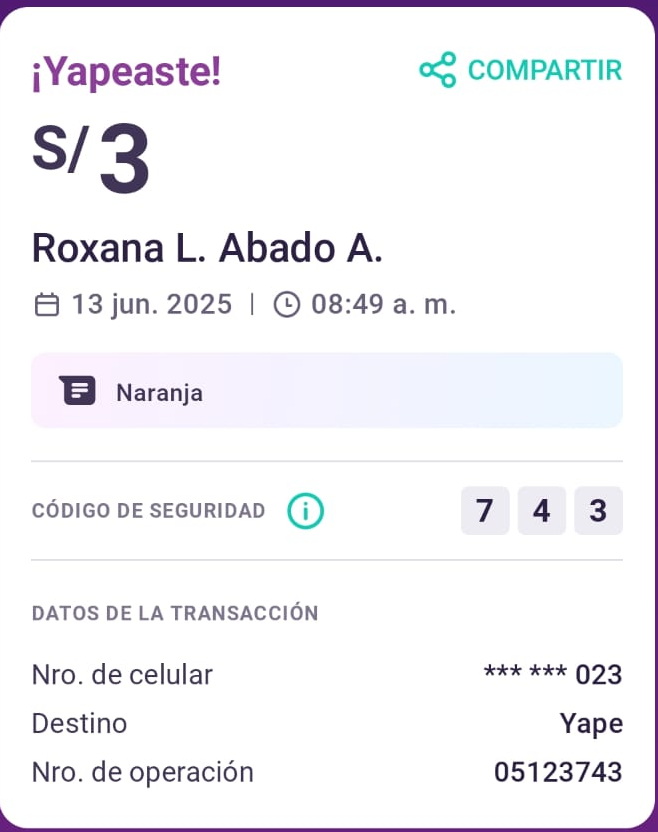 ¡Yapeaste!
COMPARTIR
S/ 3
Roxana L. Abado A.
13 jun. 2025 | 08:49 a. m.
Naranja
CÓDIGO DE SEGURIDAD 7 4 3
DATOS DE LA TRANSACCIÓN
Nro. de celular *** *** 023
Destino Yape
Nro. de operación 05123743